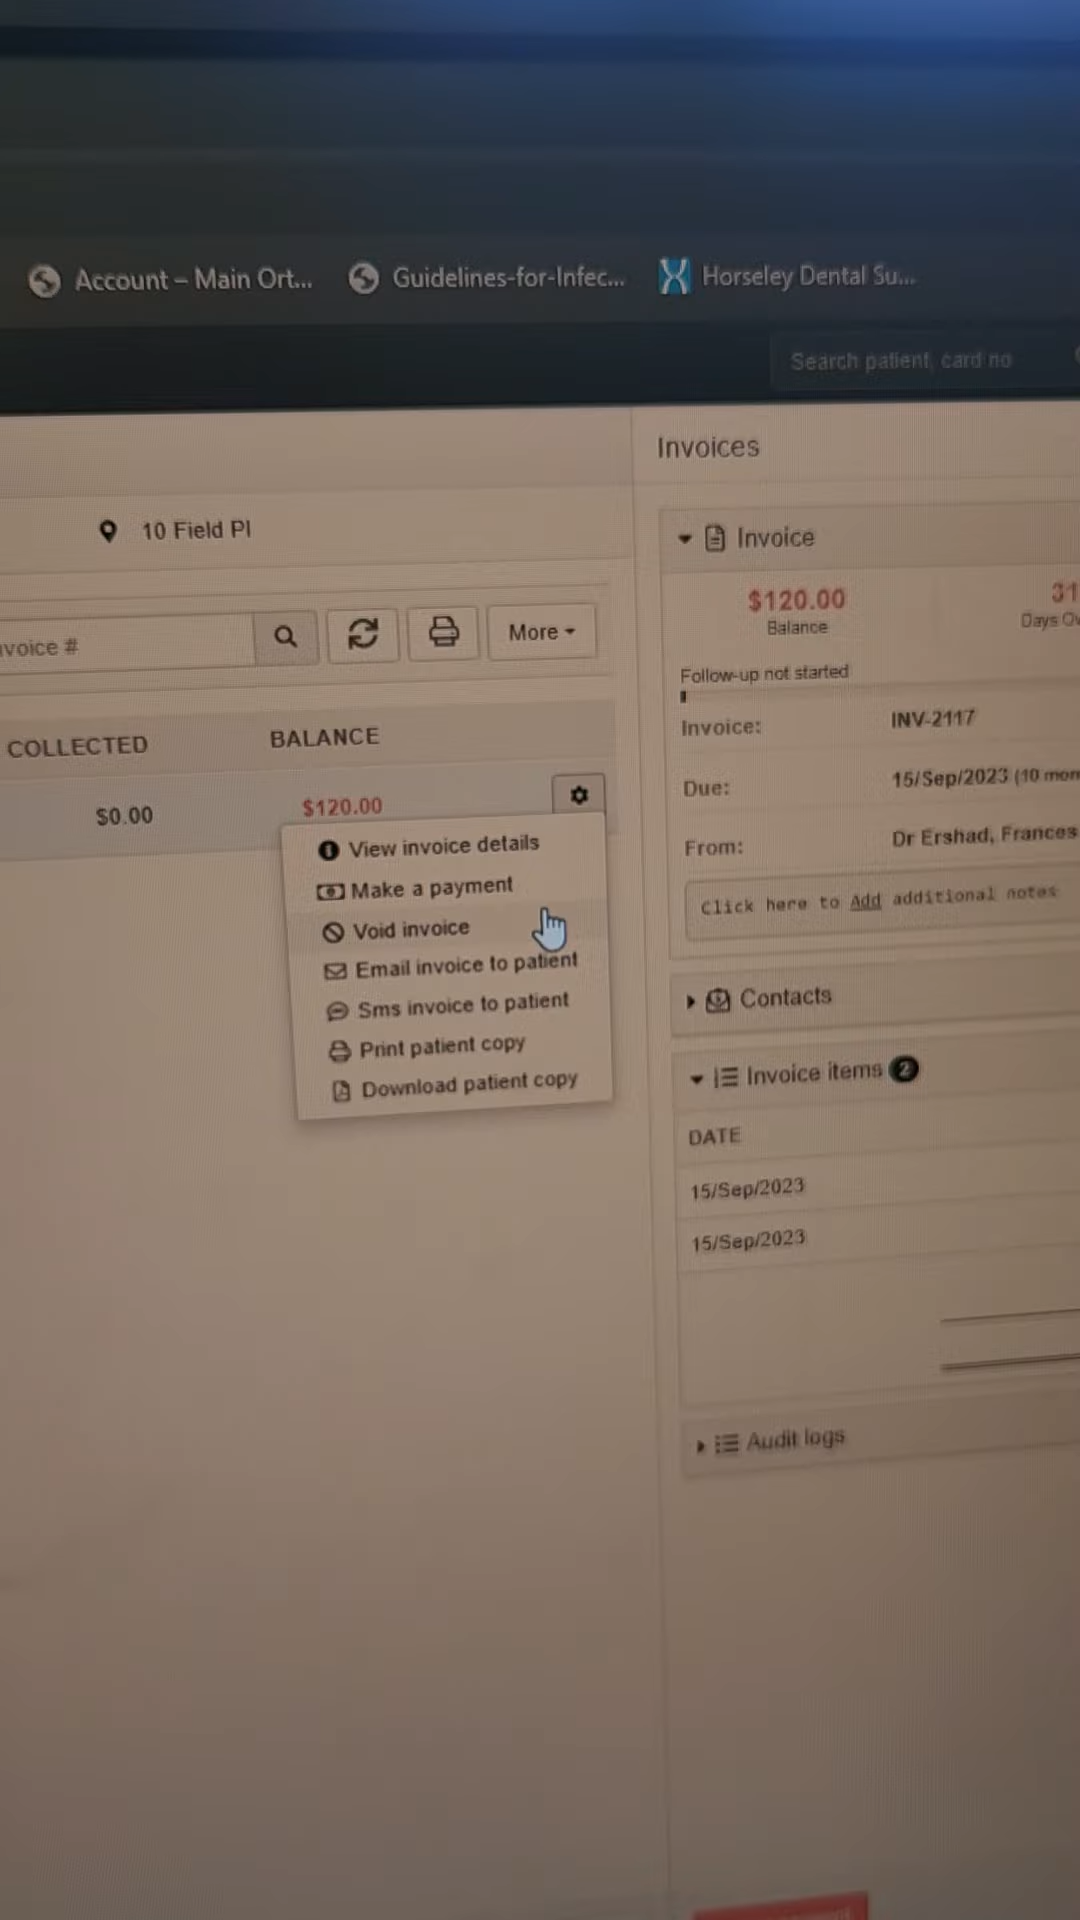 Account – Main Ort...
Guidelines-for-Infec...
Horseley Dental Su...
Search patient, card no
Invoices
10 Field Pl
Invoice
$120.00
31
Balance
Days Ov
voice #
More
Follow-up not started
COLLECTED
BALANCE
Invoice:
INV-2117
$0.00
$120.00
Due:
15/Sep/2023 (10 mon
From:
Dr Ershad, Frances
View invoice details
Make a payment
Void invoice
Email invoice to patient
Sms invoice to patient
Print patient copy
Download patient copy
Click here to Add additional notes
Contacts
Invoice items 2
DATE
15/Sep/2023
15/Sep/2023
Audit logs